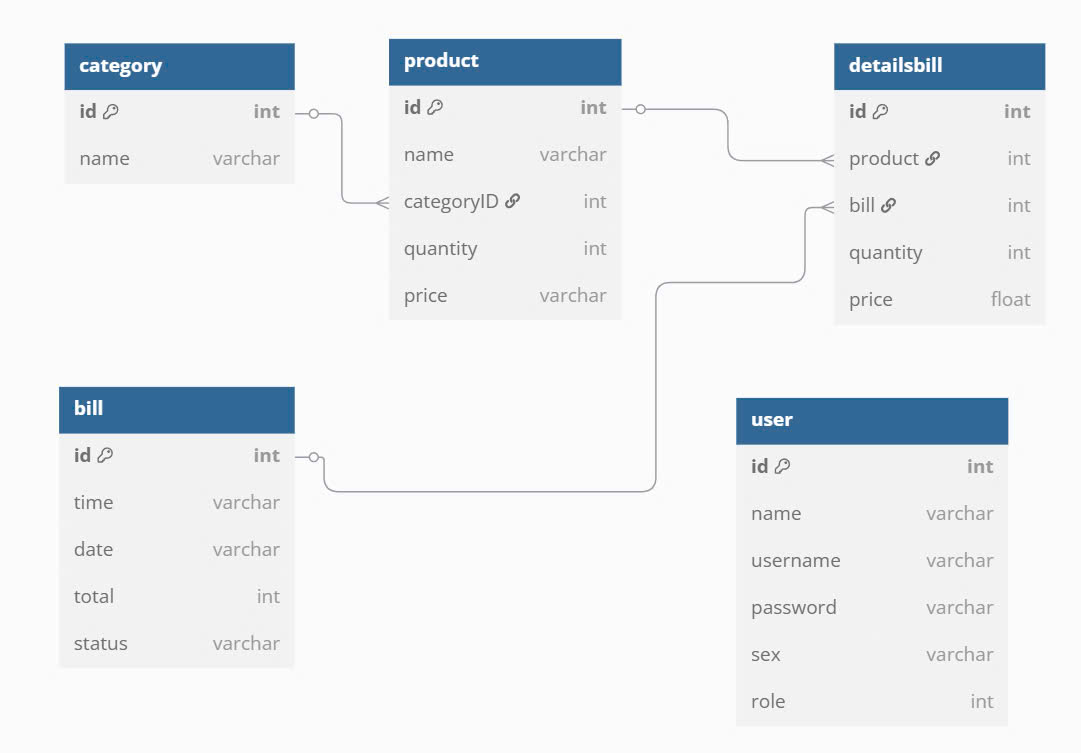 category
id int
name varchar
product
id int
name varchar
categoryID int
quantity int
price varchar
detailsbill
id int
product int
bill int
quantity int
price float
bill
id int
time varchar
date varchar
total int
status varchar
user
id int
name varchar
username varchar
password varchar
sex varchar
role int